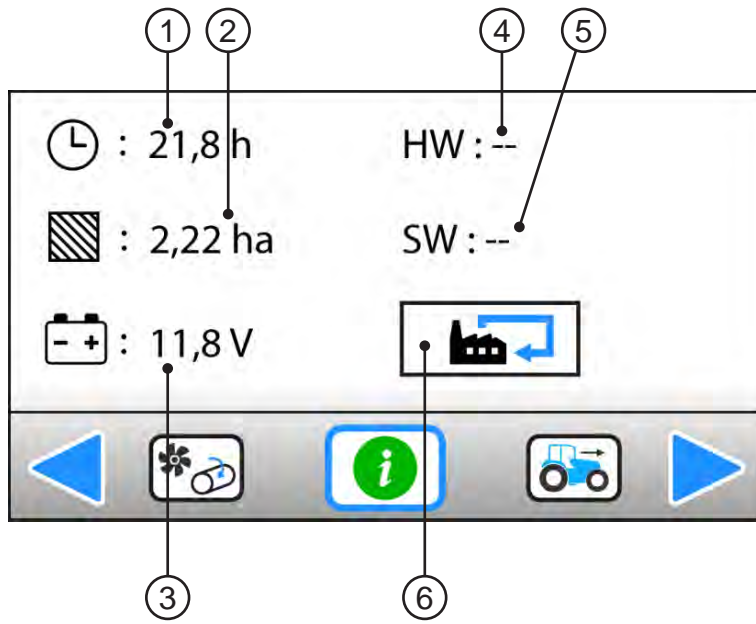 1 2 4 5
: 21,8 h HW : --
: 2,22 ha SW : --
- + : 11,8 V
i
3 6